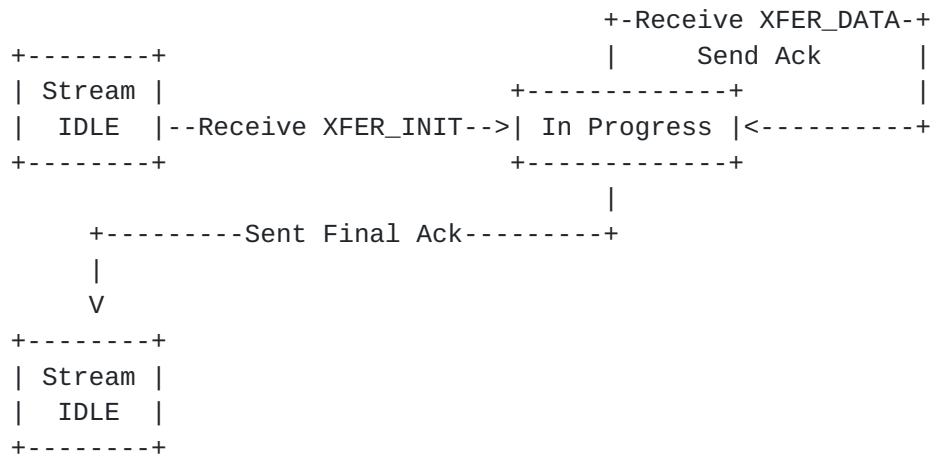 +-Receive XFER_DATA-+
+--------+                            |     Send Ack      |
| Stream |                      +-------------+           |
|  IDLE  |--Receive XFER_INIT-->| In Progress |<----------+
+--------+                      +-------------+
                                      |
     +---------Sent Final Ack---------+
     |
     V
+--------+
| Stream |
|  IDLE  |
+--------+